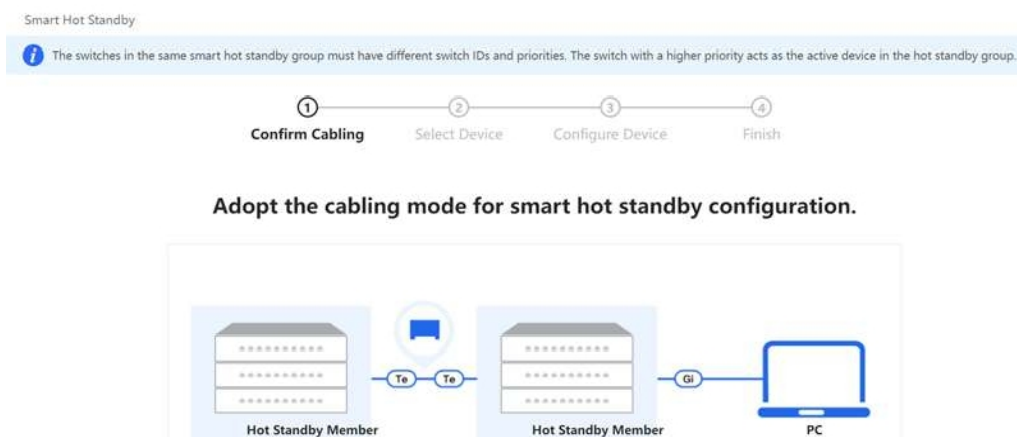 Smart Hot Standby
i The switches in the same smart hot standby group must have different switch IDs and priorities. The switch with a higher priority acts as the active device in the hot standby group.
1 2 3 4
Confirm Cabling Select Device Configure Device Finish
Adopt the cabling mode for smart hot standby configuration.
Te Te Gi
Hot Standby Member Hot Standby Member PC